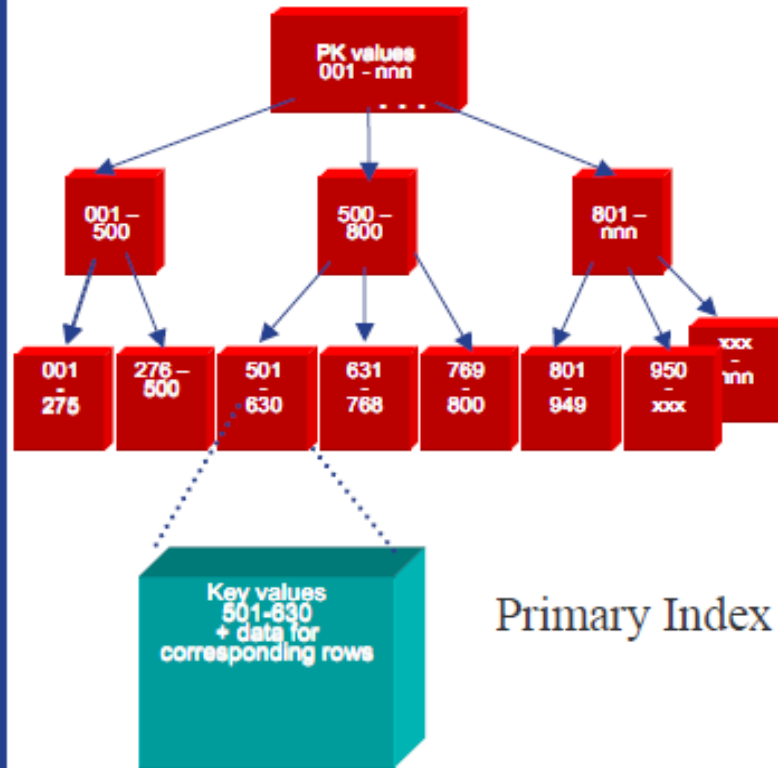 PK values
001 - nnn
. . .
001 –
500
500 –
800
801 –
nnn
001
-
275
276 –
500
501
-
630
631
-
768
769
-
800
801
-
949
950
-
xxx
xxx
-
nnn
Key values
501-630
+ data for
corresponding rows
Primary Index